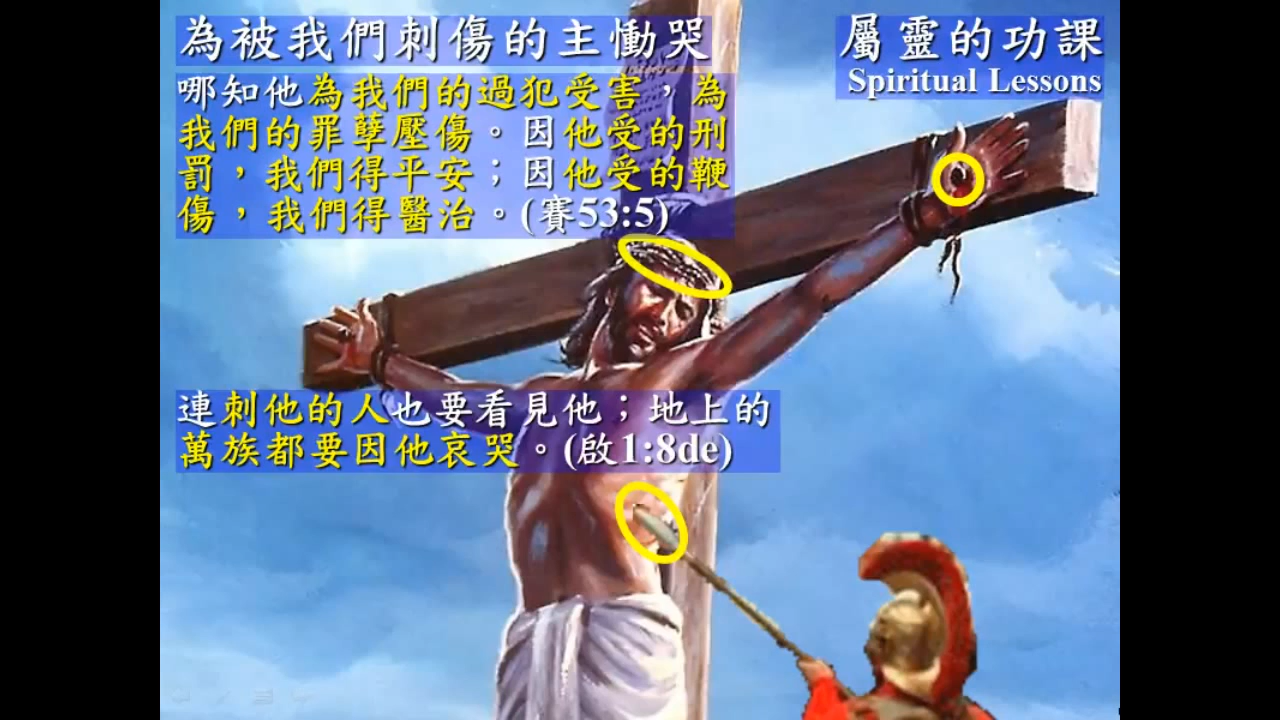 為被我們刺傷的主慟哭
屬靈的功課
Spiritual Lessons
哪知他為我們的過犯受害，為
我們的罪孽壓傷。因他受的刑
罰，我們得平安；因他受的鞭
傷，我們得醫治。(賽53:5)
連刺他的人也要看見他；地上的
萬族都要因他哀哭。(啟1:8de)